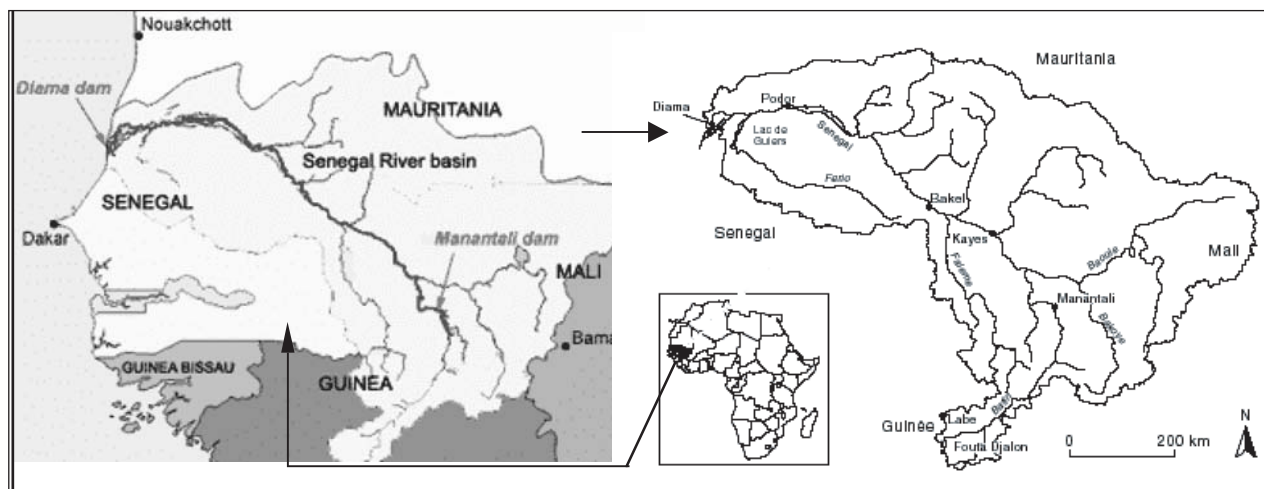 Nouakchott
Diama dam
MAURITANIA
Senegal River basin
SENEGAL
Dakar
Manantali dam
MALI
Bama
GUINEA BISSAU
GUINEA
Mauritania
Diama
Podor
Lac de
Guiers
Senegal
Ferlo
Bakel
Senegal
Kayes
Faleme
Baoule
Mali
Manantali
Bakoye
Guinée
Labe
Bafi
Fouta Djalon
0 200 km
N